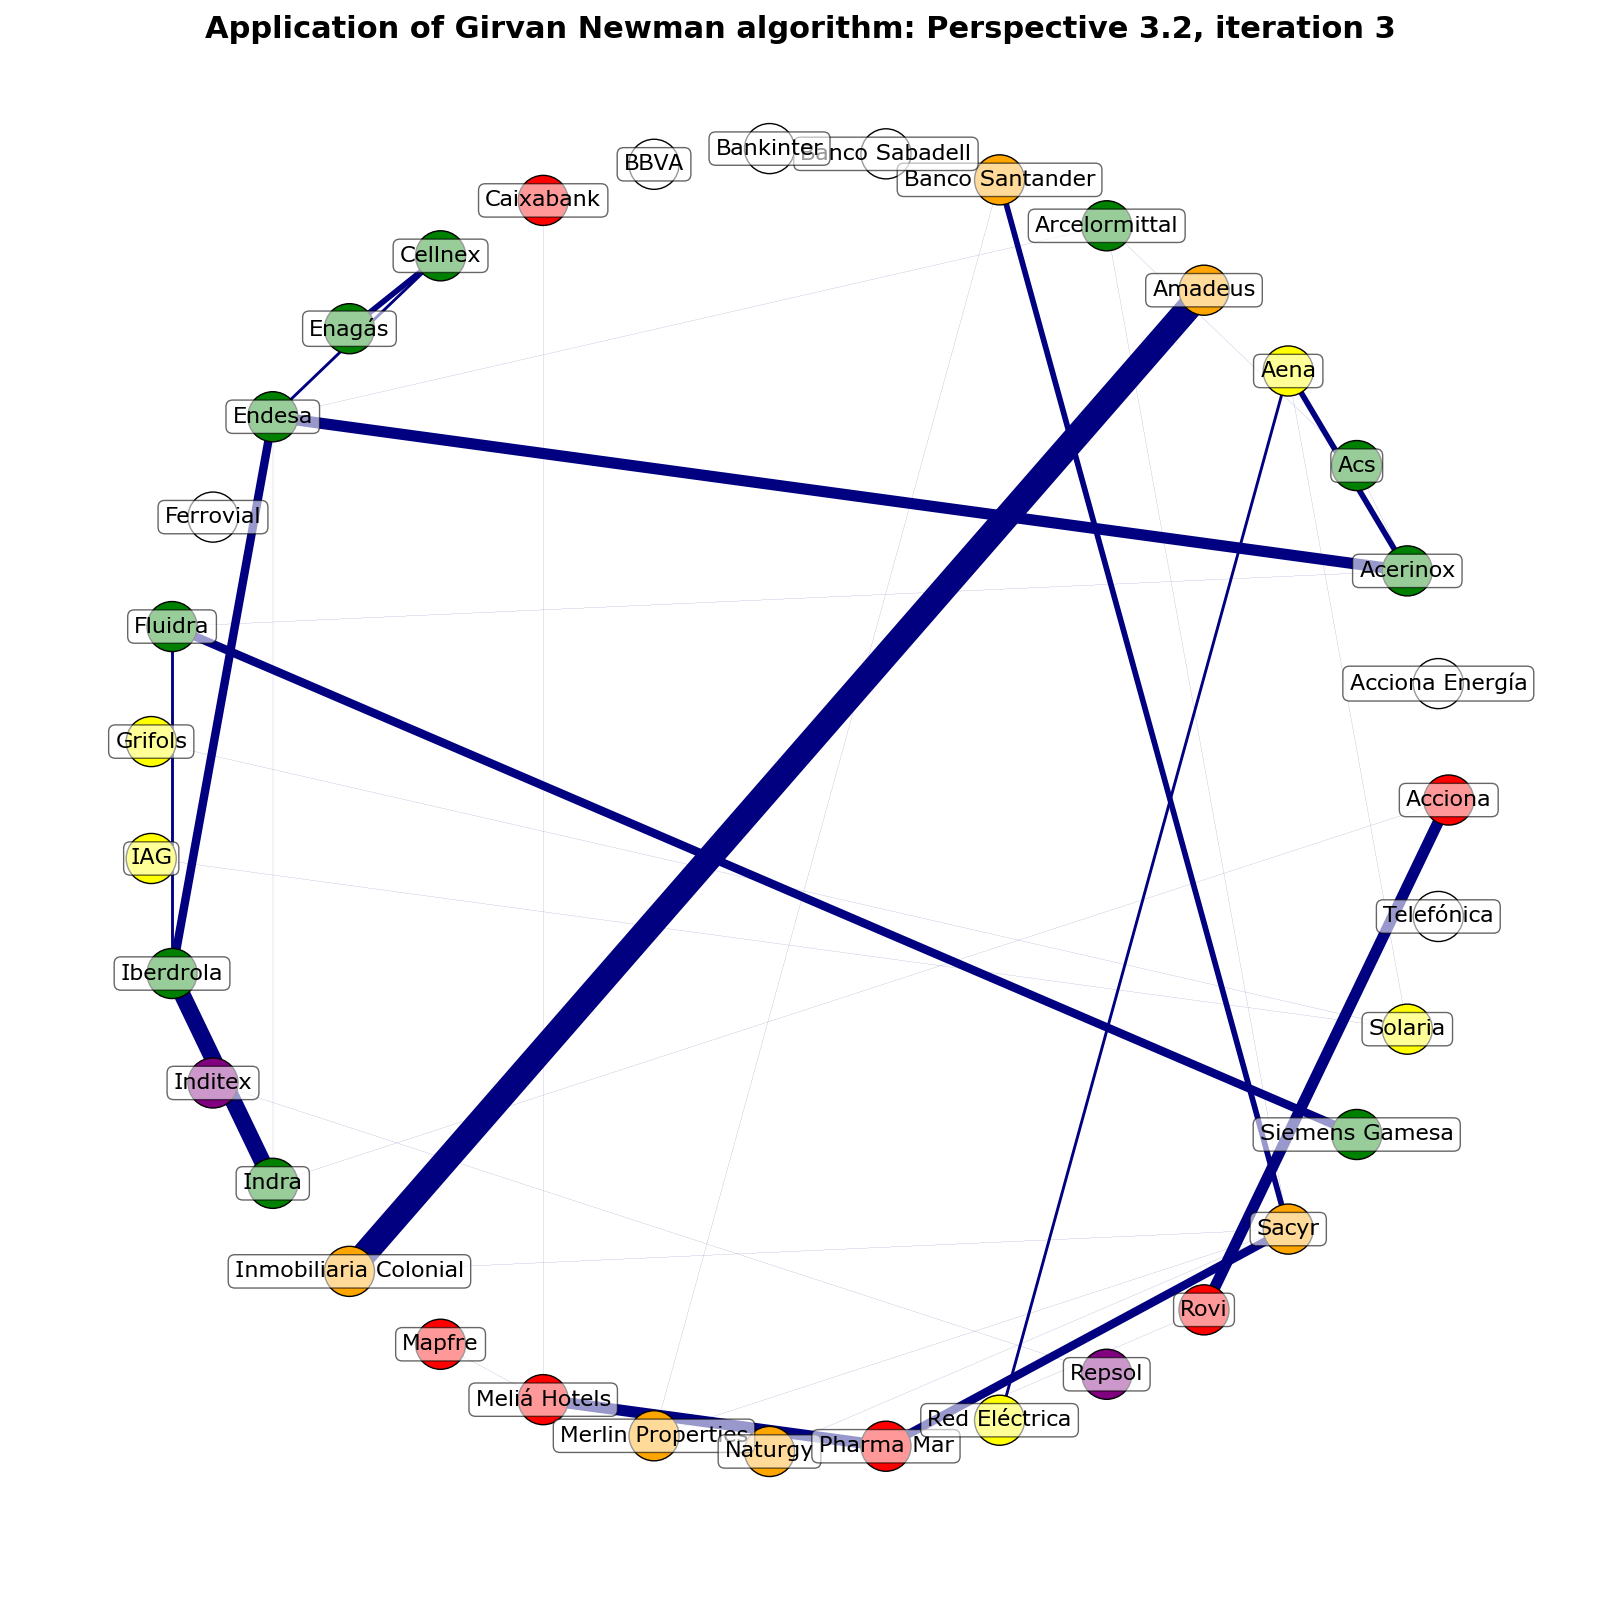 Application of Girvan Newman algorithm: Perspective 3.2, iteration 3
Bankinter
Banco Sabadell
BBVA
Banco Santander
Caixabank
Arcelormittal
Cellnex
Amadeus
Enagás
Aena
Endesa
Acs
Ferrovial
Acerinox
Fluidra
Acciona Energía
Grifols
Acciona
IAG
Telefónica
Iberdrola
Solaria
Inditex
Siemens Gamesa
Indra
Sacyr
Inmobiliaria Colonial
Rovi
Mapfre
Repsol
Meliá Hotels
Red Eléctrica
Merlin Properties
Naturgy
Pharma Mar